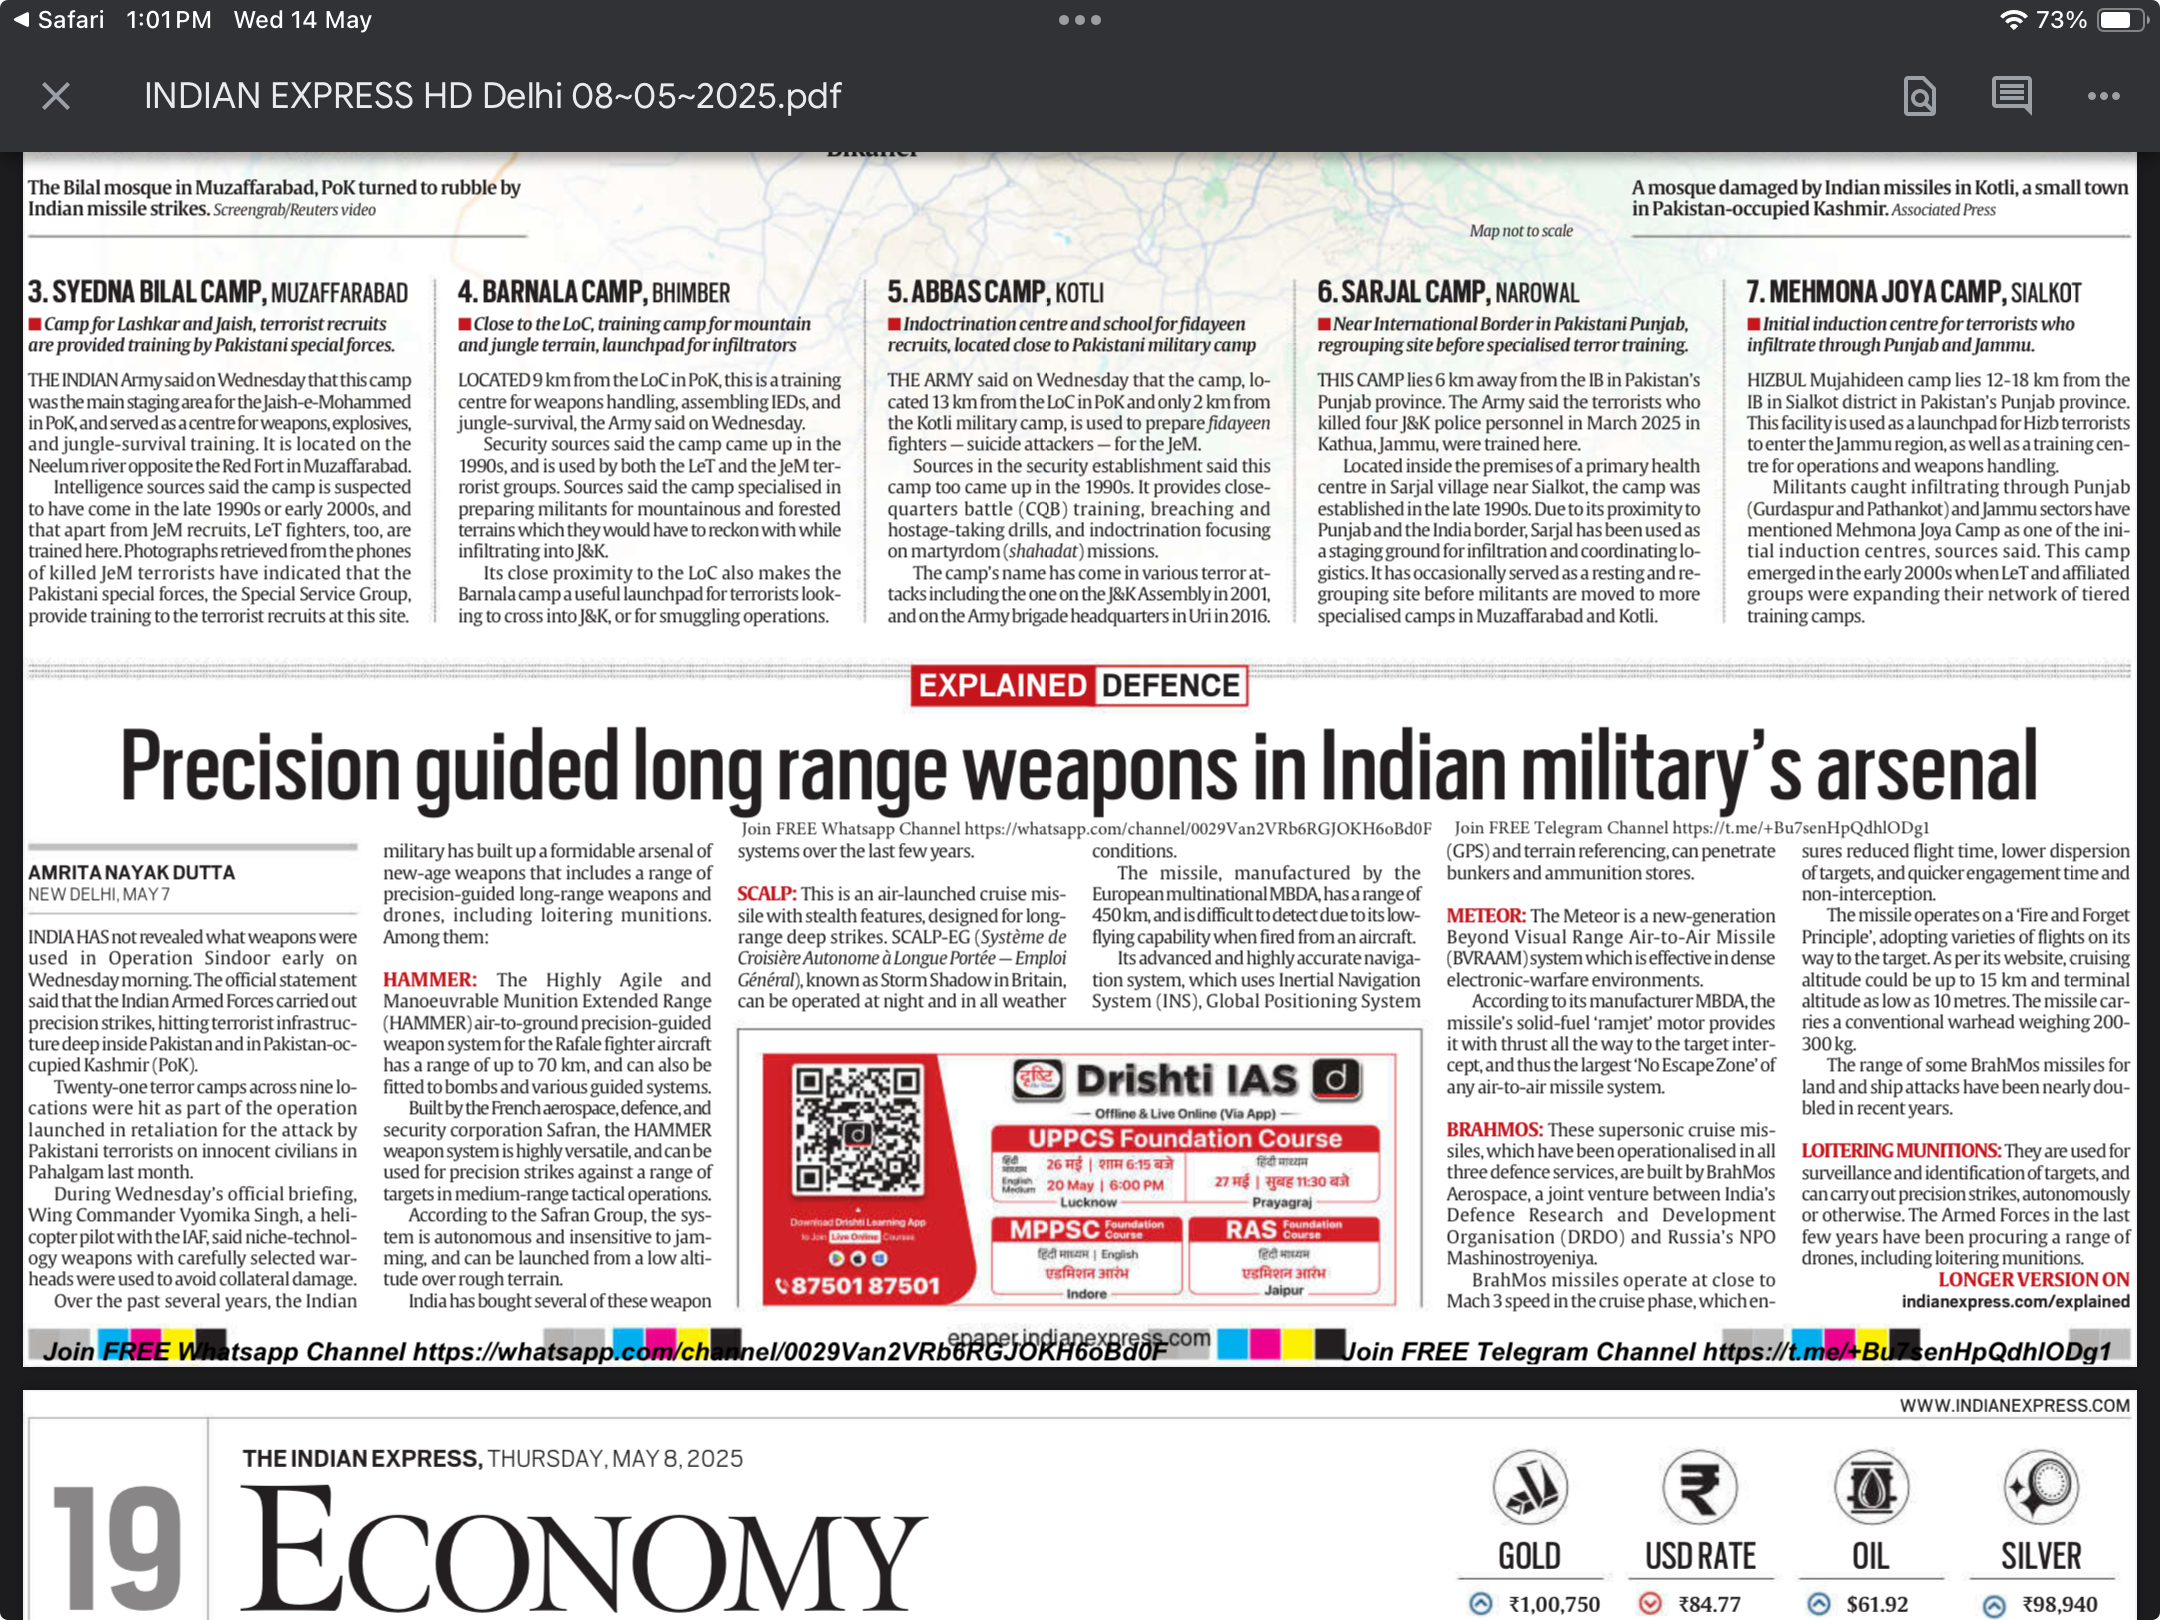 Safari 1:01 PM Wed 14 May
73%
INDIAN EXPRESS HD Delhi 08~05~2025.pdf
The Bilal mosque in Muzaffarabad, PoK turned to rubble by
Indian missile strikes. Screengrab/Reuters video
Map not to scale
A mosque damaged by Indian missiles in Kotli, a small town
in Pakistan-occupied Kashmir. Associated Press
3. SYEDNA BILAL CAMP, MUZAFFARABAD
Camp for Lashkar and Jaish, terrorist recruits
are provided training by Pakistani special forces.
THE INDIAN Army said on Wednesday that this camp
was the main staging area for the Jaish-e-Mohammed
in PoK, and served as a centre for weapons, explosives,
and jungle-survival training. It is located on the
Neelum river opposite the Red Fort in Muzaffarabad.
Intelligence sources said the camp is suspected
to have come in the late 1990s or early 2000s, and
that apart from JeM recruits, LeT fighters, too, are
trained here. Photographs retrieved from the phones
of killed JeM terrorists have indicated that the
Pakistani special forces, the Special Service Group,
provide training to the terrorist recruits at this site.
4. BARNALA CAMP, BHIMBER
Close to the LoC, training camp for mountain
and jungle terrain, launchpad for infiltrators
LOCATED 9 km from the LoC in PoK, this is a training
centre for weapons handling, assembling IEDs, and
jungle-survival, the Army said on Wednesday.
Security sources said the camp came up in the
1990s, and is used by both the LeT and the JeM ter-
rorist groups. Sources said the camp specialised in
preparing militants for mountainous and forested
terrains which they would have to reckon with while
infiltrating into J&K.
Its close proximity to the LoC also makes the
Barnala camp a useful launchpad for terrorists look-
ing to cross into J&K, or for smuggling operations.
5. ABBAS CAMP, KOTLI
Indoctrination centre and school for fidayeen
recruits, located close to Pakistani military camp
THE ARMY said on Wednesday that the camp, lo-
cated 13 km from the LoC in PoK and only 2 km from
the Kotli military camp, is used to prepare fidayeen
fighters — suicide attackers — for the JeM.
Sources in the security establishment said this
camp too came up in the 1990s. It provides close-
quarters battle (CQB) training, breaching and
hostage-taking drills, and indoctrination focusing
on martyrdom (shahadat) missions.
The camp's name has come in various terror at-
tacks including the one on the J&K Assembly in 2001,
and on the Army brigade headquarters in Uri in 2016.
6. SARJAL CAMP, NAROWAL
Near International Border in Pakistani Punjab,
regrouping site before specialised terror training.
THIS CAMP lies 6 km away from the IB in Pakistan's
Punjab province. The Army said the terrorists who
killed four J&K police personnel in March 2025 in
Kathua, Jammu, were trained here.
Located inside the premises of a primary health
centre in Sarjal village near Sialkot, the camp was
established in the late 1990s. Due to its proximity to
Punjab and the India border, Sarjal has been used as
a staging ground for infiltration and coordinating lo-
gistics. It has occasionally served as a resting and re-
grouping site before militants are moved to more
specialised camps in Muzaffarabad and Kotli.
7. MEHMONA JOYA CAMP, SIALKOT
Initial induction centre for terrorists who
infiltrate through Punjab and Jammu.
HIZBUL Mujahideen camp lies 12-18 km from the
IB in Sialkot district in Pakistan's Punjab province.
This facility is used as a launchpad for Hizb terrorists
to enter the Jammu region, as well as a training cen-
tre for operations and weapons handling.
Militants caught infiltrating through Punjab
(Gurdaspur and Pathankot) and Jammu sectors have
mentioned Mehmona Joya Camp as one of the ini-
tial induction centres, sources said. This camp
emerged in the early 2000s when LeT and affiliated
groups were expanding their network of tiered
training camps.
EXPLAINED DEFENCE
Precision guided long range weapons in Indian military's arsenal
Join FREE Whatsapp Channel https://whatsapp.com/channel/0029Van2VRb6RGJOKH6oBd0F Join FREE Telegram Channel https://t.me/+Bu7senHpQdhlODg1
AMRITA NAYAK DUTTA
NEW DELHI, MAY 7
INDIA HAS not revealed what weapons were
used in Operation Sindoor early on
Wednesday morning. The official statement
said that the Indian Armed Forces carried out
precision strikes, hitting terrorist infrastruc-
ture deep inside Pakistan and in Pakistan-oc-
cupied Kashmir (PoK).
Twenty-one terror camps across nine lo-
cations were hit as part of the operation
launched in retaliation for the attack by
Pakistani terrorists on innocent civilians in
Pahalgam last month.
During Wednesday's official briefing,
Wing Commander Vyomika Singh, a heli-
copter pilot with the IAF, said niche-technol-
ogy weapons with carefully selected war-
heads were used to avoid collateral damage.
Over the past several years, the Indian
military has built up a formidable arsenal of
new-age weapons that includes a range of
precision-guided long-range weapons and
drones, including loitering munitions.
Among them:
HAMMER: The Highly Agile and
Manoeuvrable Munition Extended Range
(HAMMER) air-to-ground precision-guided
weapon system for the Rafale fighter aircraft
has a range of up to 70 km, and can also be
fitted to bombs and various guided systems.
Built by the French aerospace, defence, and
security corporation Safran, the HAMMER
weapon system is highly versatile, and can be
used for precision strikes against a range of
targets in medium-range tactical operations.
According to the Safran Group, the sys-
tem is autonomous and insensitive to jam-
ming, and can be launched from a low alti-
tude over rough terrain.
India has bought several of these weapon
systems over the last few years.
SCALP: This is an air-launched cruise mis-
sile with stealth features, designed for long-
range deep strikes. SCALP-EG (Système de
Croisière Autonome à Longue Portée — Emploi
Général), known as Storm Shadow in Britain,
can be operated at night and in all weather
conditions.
The missile, manufactured by the
European multinational MBDA, has a range of
450 km, and is difficult to detect due to its low-
flying capability when fired from an aircraft.
Its advanced and highly accurate naviga-
tion system, which uses Inertial Navigation
System (INS), Global Positioning System
(GPS) and terrain referencing, can penetrate
bunkers and ammunition stores.
METEOR: The Meteor is a new-generation
Beyond Visual Range Air-to-Air Missile
(BVRAAM) system which is effective in dense
electronic-warfare environments.
According to its manufacturer MBDA, the
missile's solid-fuel 'ramjet' motor provides
it with thrust all the way to the target inter-
cept, and thus the largest 'No Escape Zone' of
any air-to-air missile system.
BRAHMOS: These supersonic cruise mis-
siles, which have been operationalised in all
three defence services, are built by BrahMos
Aerospace, a joint venture between India's
Defence Research and Development
Organisation (DRDO) and Russia's NPO
Mashinostroyeniya.
BrahMos missiles operate at close to
Mach 3 speed in the cruise phase, which en-
sures reduced flight time, lower dispersion
of targets, and quicker engagement time and
non-interception.
The missile operates on a 'Fire and Forget
Principle', adopting varieties of flights on its
way to the target. As per its website, cruising
altitude could be up to 15 km and terminal
altitude as low as 10 metres. The missile car-
ries a conventional warhead weighing 200-
300 kg.
The range of some BrahMos missiles for
land and ship attacks have been nearly dou-
bled in recent years.
LOITERING MUNITIONS: They are used for
surveillance and identification of targets, and
can carry out precision strikes, autonomously
or otherwise. The Armed Forces in the last
few years have been procuring a range of
drones, including loitering munitions.
LONGER VERSION ON
indianexpress.com/explained
Download Drishti Learning App
to Join Live Online Courses
87501 87501
दृष्टि
Drishti IAS d
Offline & Live Online (Via App)
UPPCS Foundation Course
हिंदी माध्यम 26 मई | शाम 6:15 बजे
English Medium 20 May | 6:00 PM
Lucknow
हिंदी माध्यम
27 मई | सुबह 11:30 बजे
Prayagraj
MPPSC Foundation Course
हिंदी माध्यम | English
एडमिशन आरंभ
Indore
RAS Foundation Course
हिंदी माध्यम
एडमिशन आरंभ
Jaipur
epaper.indianexpress.com
Join FREE Whatsapp Channel https://whatsapp.com/channel/0029Van2VRb6RGJOKH6oBd0F
Join FREE Telegram Channel https://t.me/+Bu7senHpQdhlODg1
WWW.INDIANEXPRESS.COM
19
THE INDIAN EXPRESS, THURSDAY, MAY 8, 2025
ECONOMY
GOLD
₹1,00,750
USD RATE
₹84.77
OIL
$61.92
SILVER
₹98,940